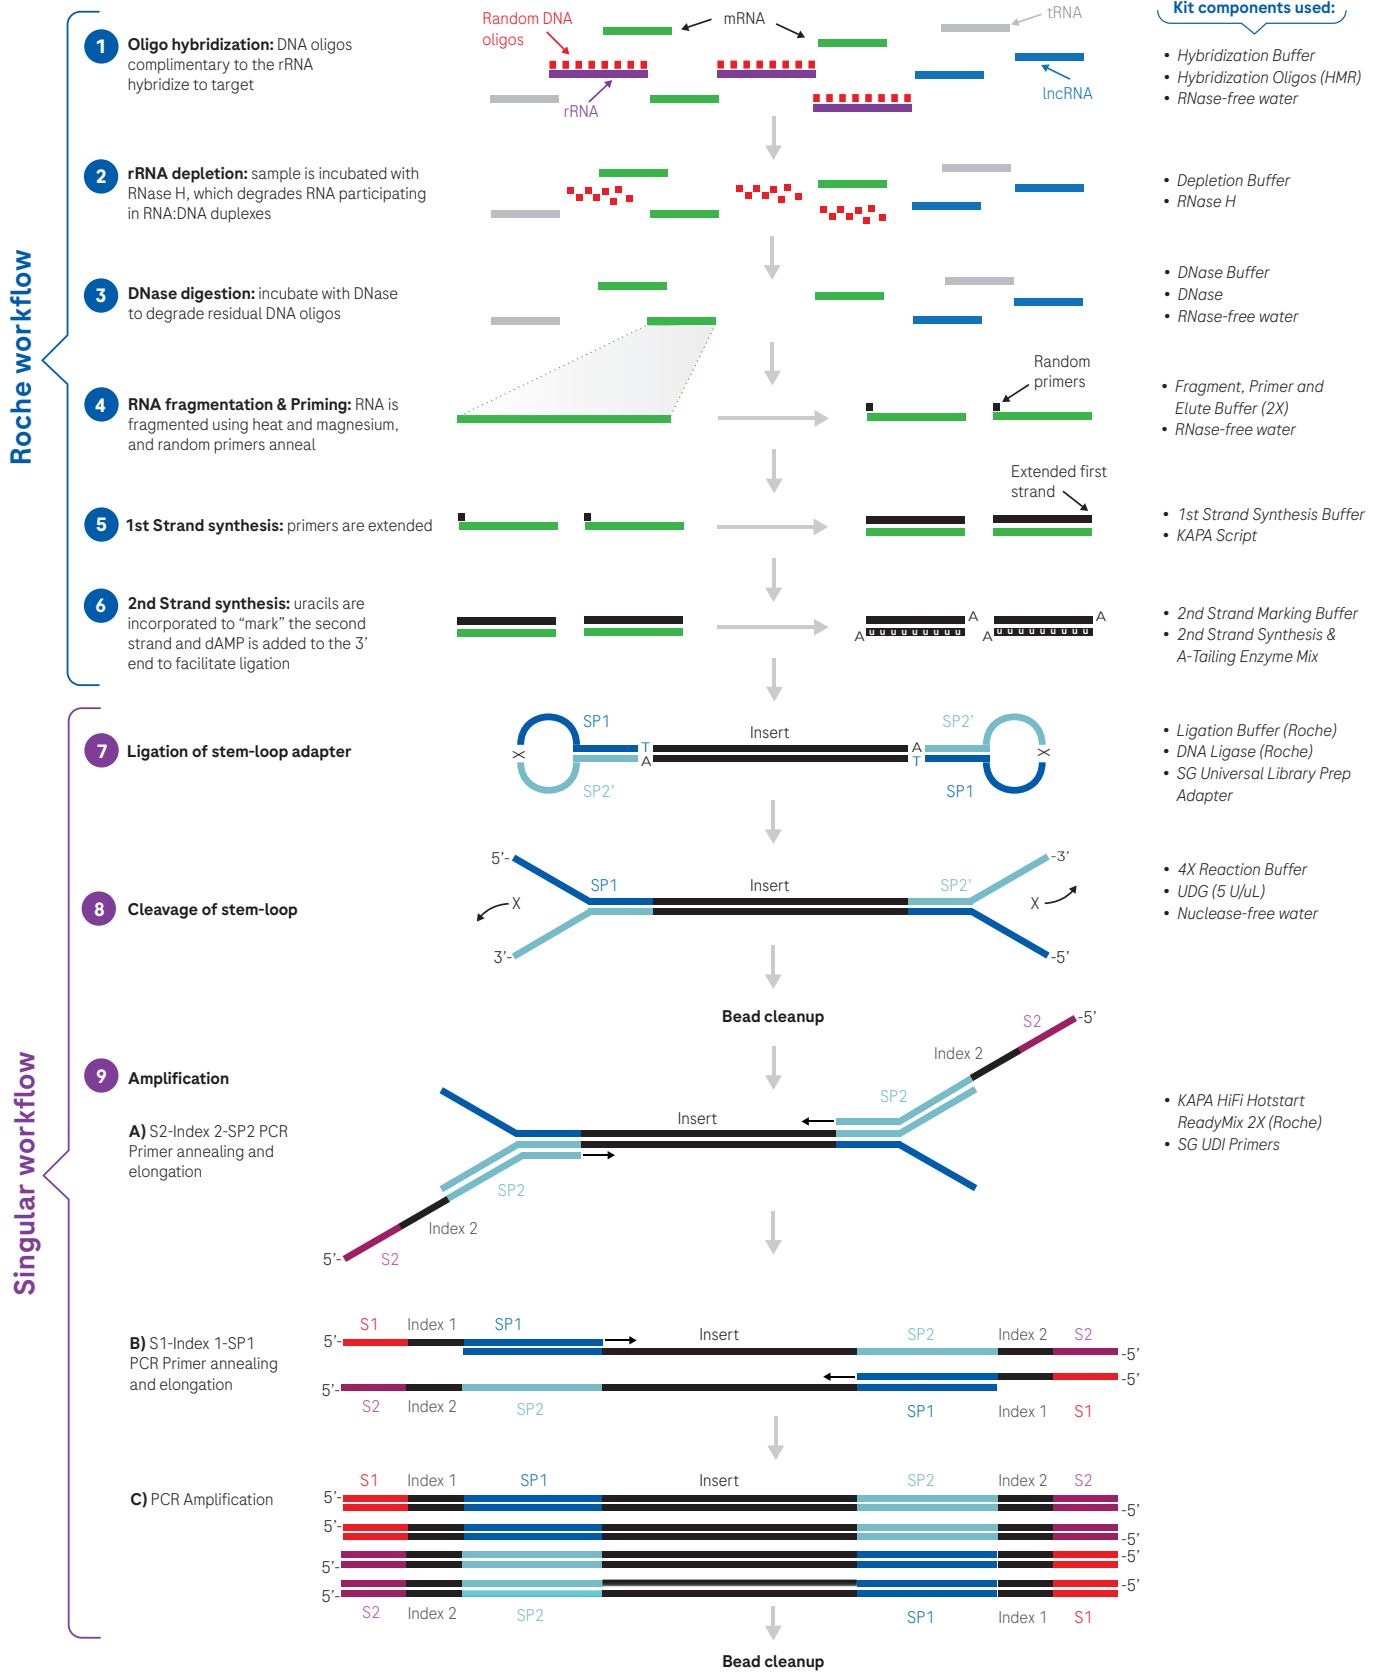 Kit components used:
Roche workflow
1
Oligo hybridization: DNA oligos
complimentary to the rRNA
hybridize to target
Random DNA
oligos
mRNA
tRNA
rRNA
lncRNA
• Hybridization Buffer
• Hybridization Oligos (HMR)
• RNase-free water
2
rRNA depletion: sample is incubated with
RNase H, which degrades RNA participating
in RNA:DNA duplexes
• Depletion Buffer
• RNase H
3
DNase digestion: incubate with DNase
to degrade residual DNA oligos
• DNase Buffer
• DNase
• RNase-free water
4
RNA fragmentation & Priming: RNA is
fragmented using heat and magnesium,
and random primers anneal
Random
primers
• Fragment, Primer and
Elute Buffer (2X)
• RNase-free water
5
1st Strand synthesis: primers are extended
Extended first
strand
• 1st Strand Synthesis Buffer
• KAPA Script
6
2nd Strand synthesis: uracils are
incorporated to “mark” the second
strand and dAMP is added to the 3’
end to facilitate ligation
A
A
U U U U U U U U
U U U U U U U U
A
A
• 2nd Strand Marking Buffer
• 2nd Strand Synthesis &
A-Tailing Enzyme Mix
Singular workflow
7
Ligation of stem-loop adapter
SP1
Insert
SP2’
X
T
A
A
T
X
SP2’
SP1
• Ligation Buffer (Roche)
• DNA Ligase (Roche)
• SG Universal Library Prep
Adapter
8
Cleavage of stem-loop
5’-
-3’
SP1
Insert
SP2’
X
X
3’-
-5’
• 4X Reaction Buffer
• UDG (5 U/uL)
• Nuclease-free water
Bead cleanup
9
Amplification
A) S2-Index 2-SP2 PCR
Primer annealing and
elongation
S2
-5’
Index 2
SP2
Insert
SP2
Index 2
5’-
S2
• KAPA HiFi Hotstart
ReadyMix 2X (Roche)
• SG UDI Primers
B) S1-Index 1-SP1
PCR Primer annealing
and elongation
S1 Index 1 SP1 Insert SP2 Index 2 S2
5’-
-5’
-5’
5’-
S2 Index 2 SP2 SP1 Index 1 S1
C) PCR Amplification
S1 Index 1 SP1 Insert SP2 Index 2 S2
5’-
-5’
5’-
-5’
-5’
5’-
-5’
5’-
S2 Index 2 SP2 SP1 Index 1 S1
Bead cleanup